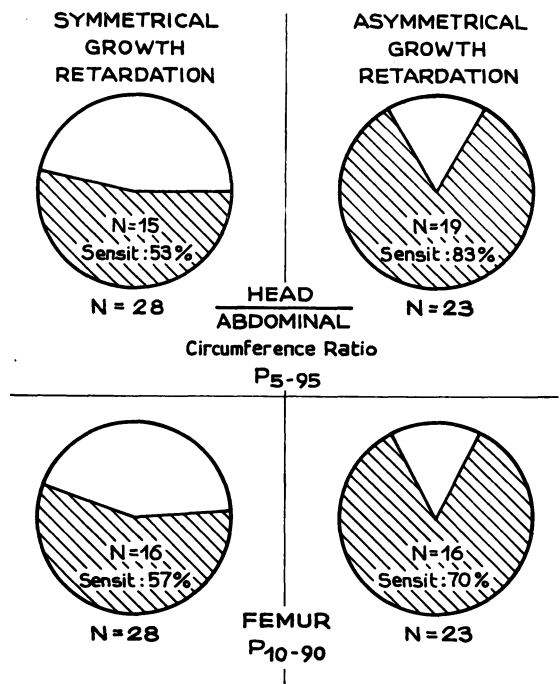 SYMMETRICAL
GROWTH
RETARDATION
ASYMMETRICAL
GROWTH
RETARDATION
N=15
Sensit:53%
N=28
N=19
Sensit:83%
N=23
HEAD
ABDOMINAL
Circumference Ratio
P5-95
N=16
Sensit:57%
N=28
N=16
Sensit:70%
N=23
FEMUR
P10-90